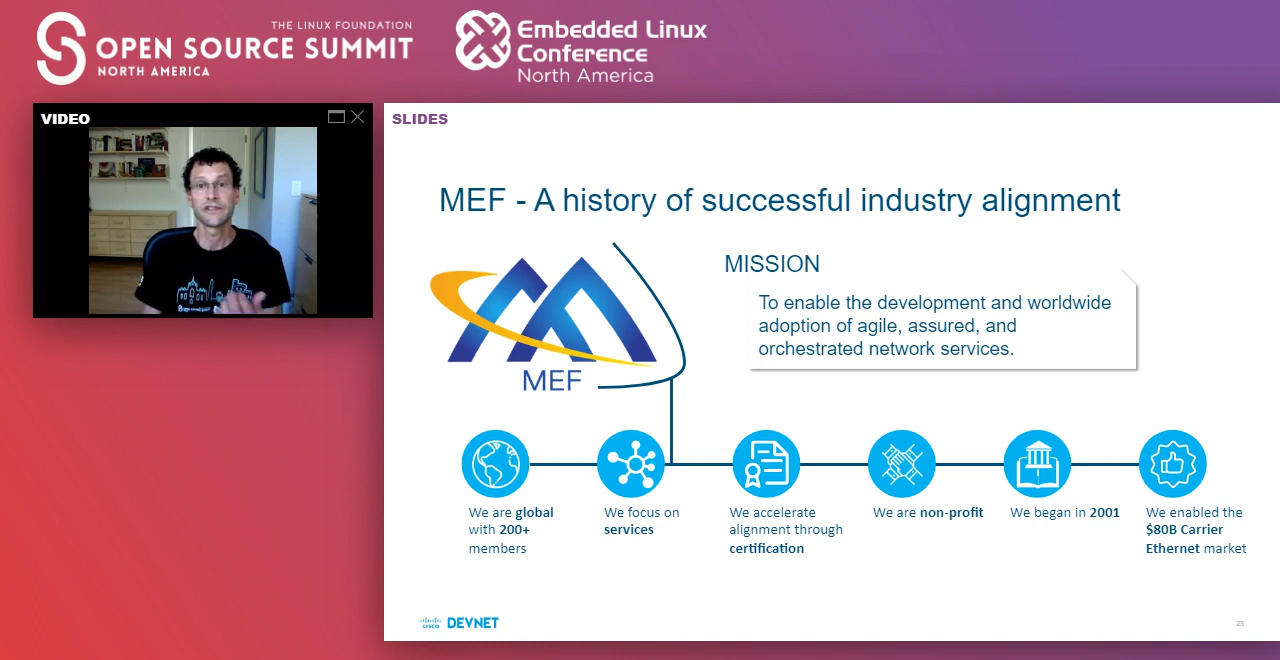 THE LINUX FOUNDATION
OPEN SOURCE SUMMIT
NORTH AMERICA
Embedded Linux
Conference
North America
VIDEO
SLIDES
MEF - A history of successful industry alignment
MEF
MISSION
To enable the development and worldwide
adoption of agile, assured, and
orchestrated network services.
We are global
with 200+
members
We focus on
services
We accelerate
alignment through
certification
We are non-profit
We began in 2001
We enabled the
$80B Carrier
Ethernet market
CISCO DEVNET
23